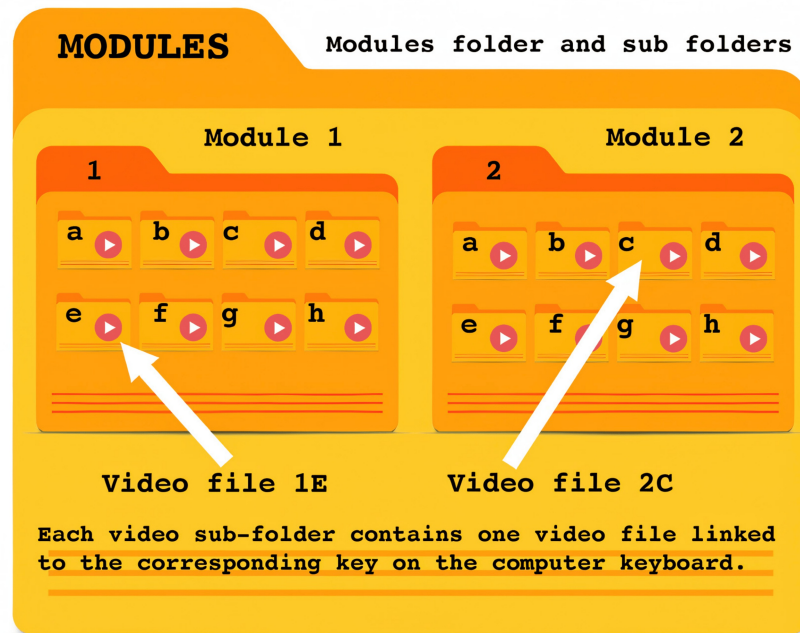 MODULES
Modules folder and sub folders
Module 1
Module 2
1
2
a b c d
e f g h
a b c d
e f g h
Video file 1E
Video file 2C
Each video sub-folder contains one video file linked
to the corresponding key on the computer keyboard.